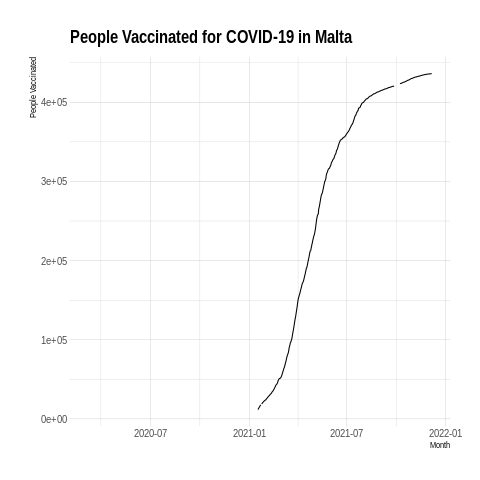 People Vaccinated for COVID-19 in Malta
People Vaccinated
4e+05
3e+05
2e+05
1e+05
0e+00
2020-07
2021-01
2021-07
2022-01
Month